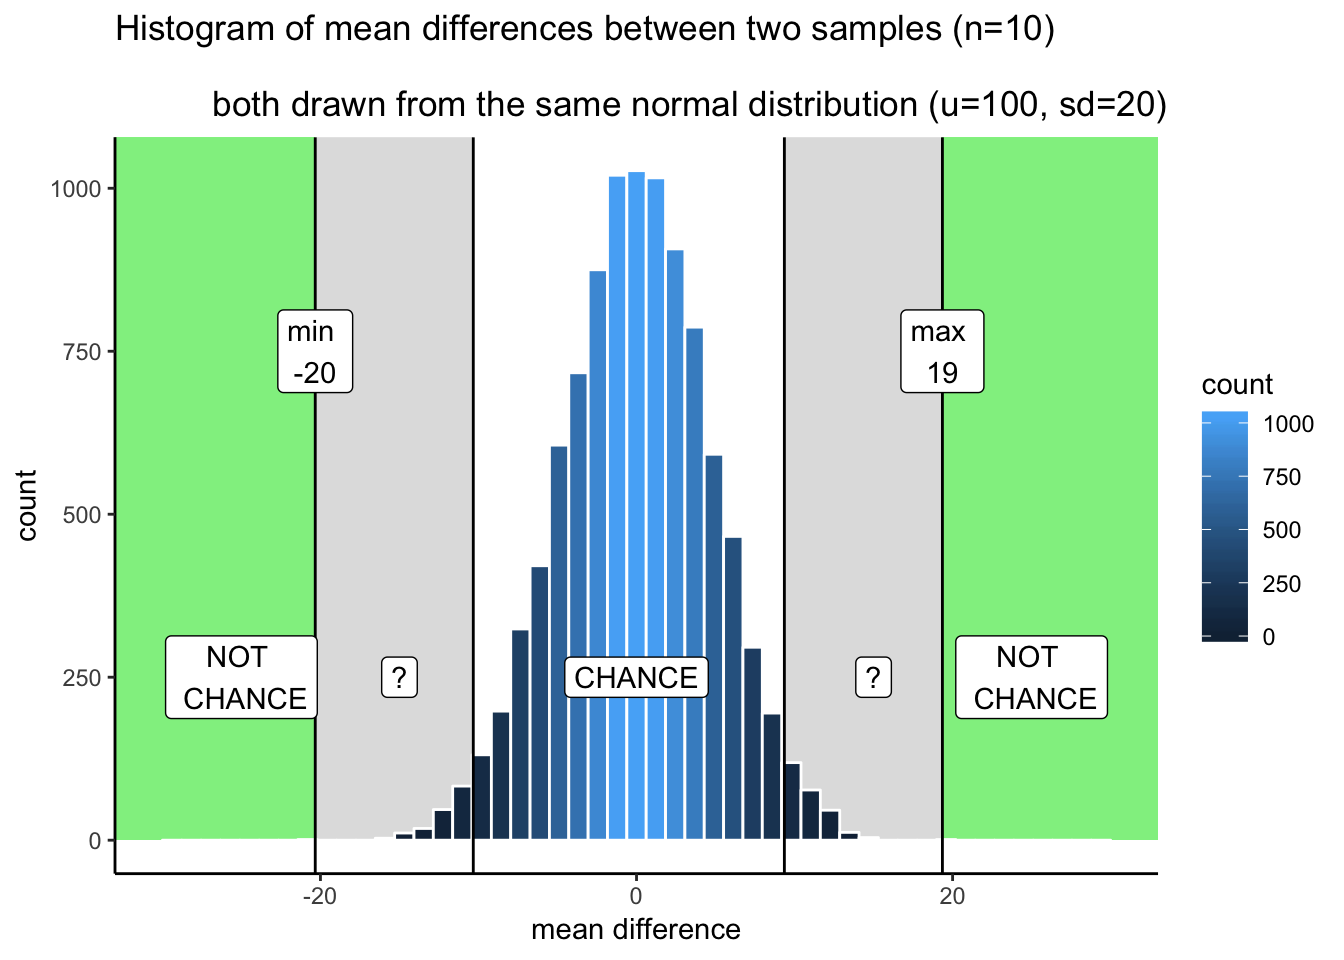 Histogram of mean differences between two samples (n=10)
both drawn from the same normal distribution (u=100, sd=20)
1000
750
500
250
0
count
min
-20
max
19
NOT
CHANCE
?
CHANCE
?
NOT
CHANCE
-20
0
20
mean difference
count
1000
750
500
250
0